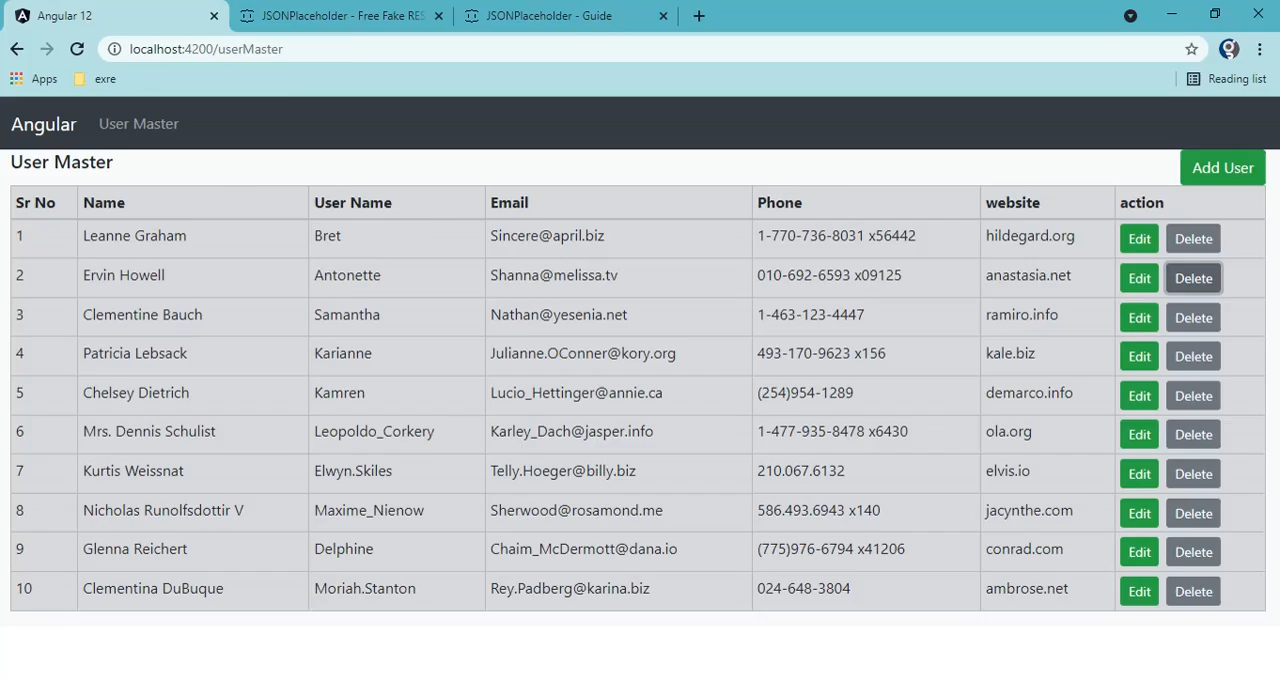 Angular 12
JSONPlaceholder - Free Fake RES
JSONPlaceholder - Guide
localhost:4200/userMaster
Apps
exre
Reading list
Angular User Master
User Master
Add User
Sr No Name User Name Email Phone website action
1 Leanne Graham Bret Sincere@april.biz 1-770-736-8031 x56442 hildegard.org Edit Delete
2 Ervin Howell Antonette Shanna@melissa.tv 010-692-6593 x09125 anastasia.net Edit Delete
3 Clementine Bauch Samantha Nathan@yesenia.net 1-463-123-4447 ramiro.info Edit Delete
4 Patricia Lebsack Karianne Julianne.OConner@kory.org 493-170-9623 x156 kale.biz Edit Delete
5 Chelsey Dietrich Kamren Lucio_Hettinger@annie.ca (254)954-1289 demarco.info Edit Delete
6 Mrs. Dennis Schulist Leopoldo_Corkery Karley_Dach@jasper.info 1-477-935-8478 x6430 ola.org Edit Delete
7 Kurtis Weissnat Elwyn.Skiles Telly.Hoeger@billy.biz 210.067.6132 elvis.io Edit Delete
8 Nicholas Runolfsdottir V Maxime_Nienow Sherwood@rosamond.me 586.493.6943 x140 jacynthe.com Edit Delete
9 Glenna Reichert Delphine Chaim_McDermott@dana.io (775)976-6794 x41206 conrad.com Edit Delete
10 Clementina DuBuque Moriah.Stanton Rey.Padberg@karina.biz 024-648-3804 ambrose.net Edit Delete